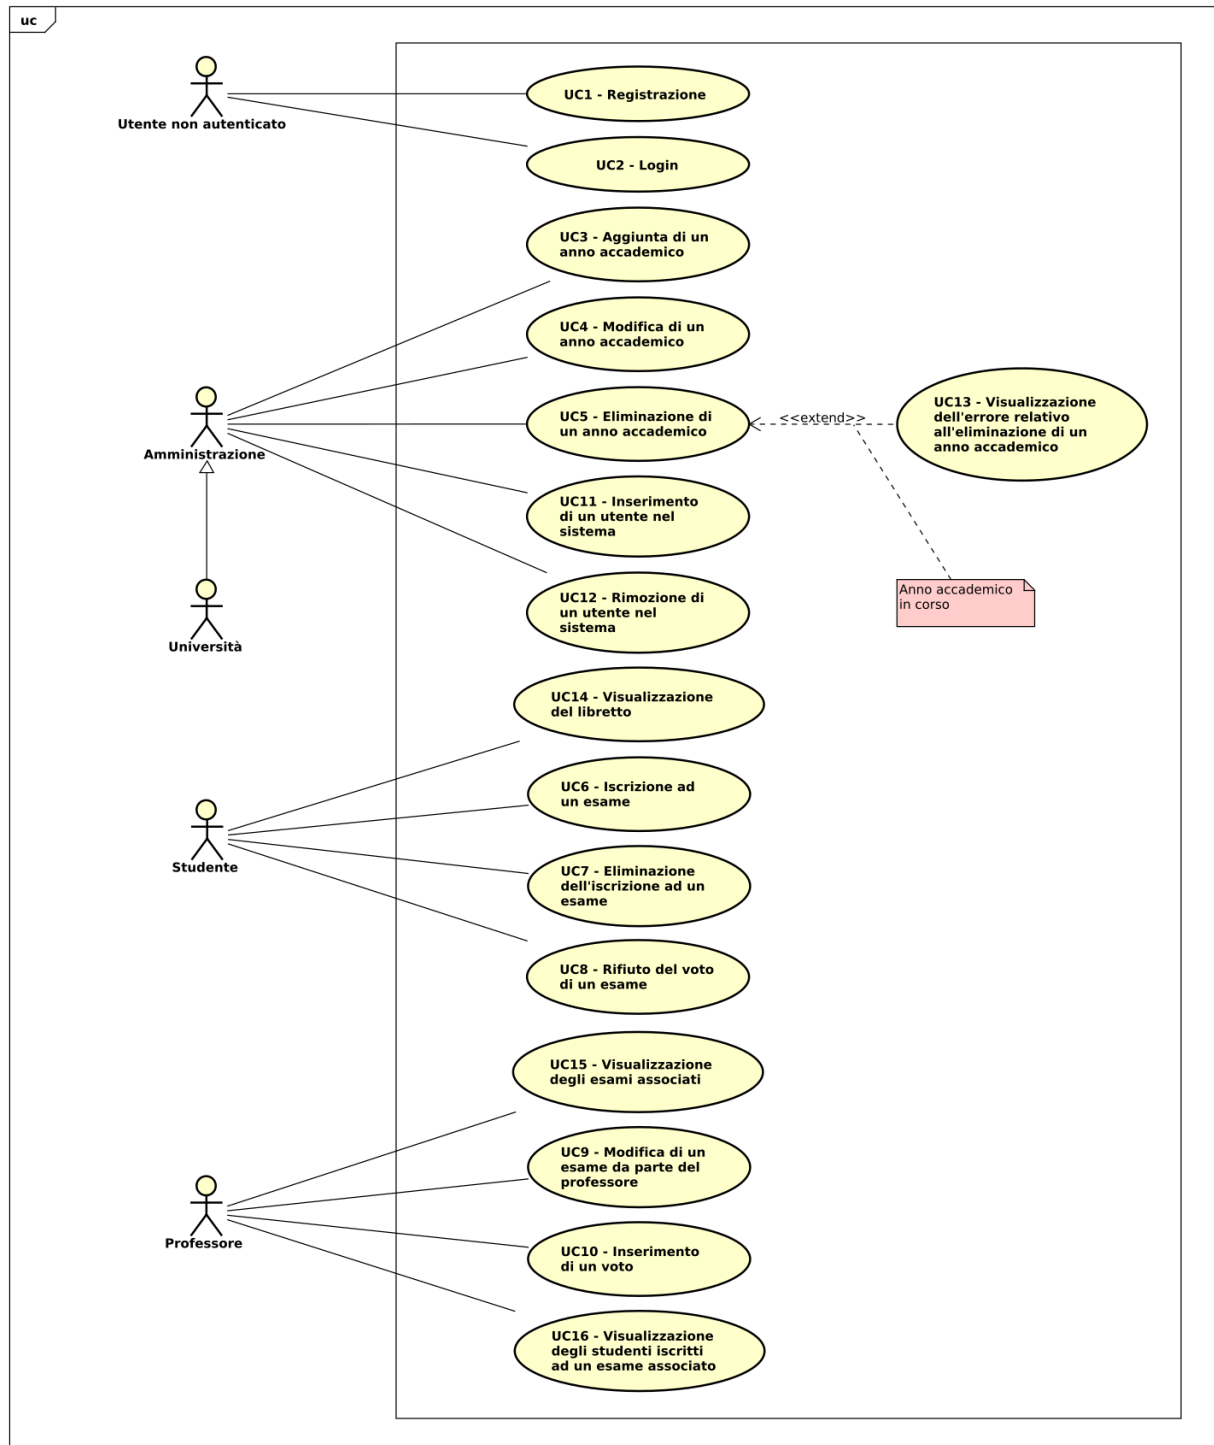 uc
Utente non autenticato
UC1 - Registrazione
UC2 - Login
UC3 - Aggiunta di un
anno accademico
UC4 - Modifica di un
anno accademico
Amministrazione
UC5 - Eliminazione di
un anno accademico
<<extend>>
UC13 - Visualizzazione
dell'errore relativo
all'eliminazione di un
anno accademico
UC11 - Inserimento
di un utente nel
sistema
UC12 - Rimozione di
un utente nel
sistema
Anno accademico
in corso
Università
UC14 - Visualizzazione
del libretto
UC6 - Iscrizione ad
un esame
Studente
UC7 - Eliminazione
dell'iscrizione ad un
esame
UC8 - Rifiuto del voto
di un esame
UC15 - Visualizzazione
degli esami associati
UC9 - Modifica di un
esame da parte del
professore
Professore
UC10 - Inserimento
di un voto
UC16 - Visualizzazione
degli studenti iscritti
ad un esame associato